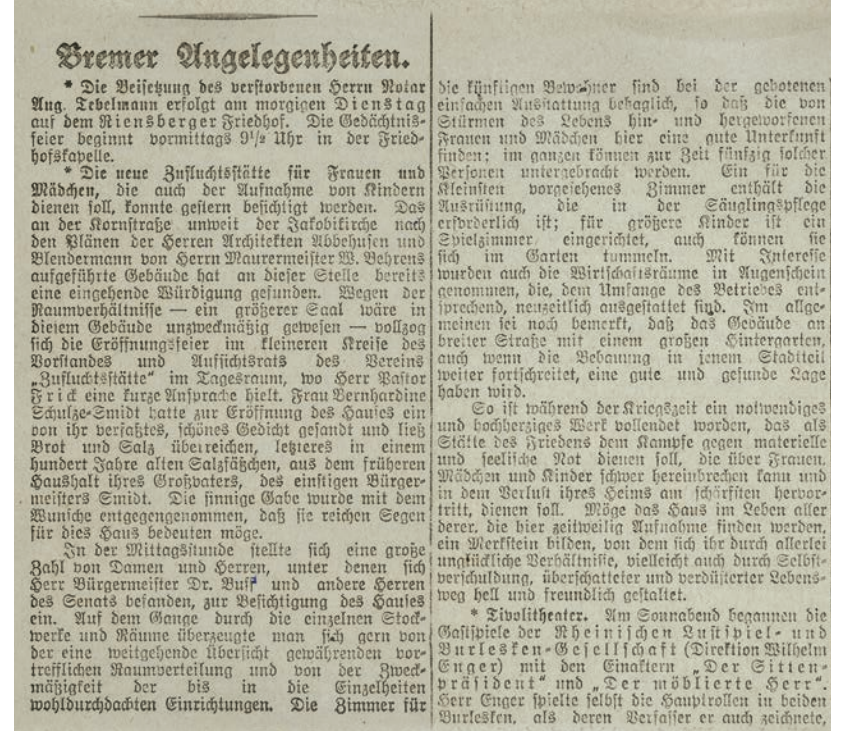 Bremer Angelegenheiten.
* Die Beisetzung des verstorbenen Herrn Notar
Aug. Tebelmann erfolgt am morgigen Dienstag
auf dem Riensberger Friedhof. Die Gedächtnis-
feier beginnt vormittags 9½ Uhr in der Fried-
hofskapelle.
* Die neue Zufluchtsstätte für Frauen und
Mädchen, die auch der Aufnahme von Kindern
dienen soll, konnte gestern besichtigt werden. Das
an der Kornstraße unweit der Jakobikirche nach
den Plänen der Herren Architekten Abbehusen und
Blendermann von Herrn Maurermeister W. Behrens
aufgeführte Gebäude hat an dieser Stelle bereits
eine eingehende Würdigung gefunden. Wegen der
Raumverhältnisse — ein größerer Saal wäre in
diesem Gebäude unzweckmäßig gewesen — vollzog
sich die Eröffnungsfeier im kleineren Kreise des
Vorstandes und Aufsichtsrats des Vereins
„Zufluchtsstätte" im Tagesraum, wo Herr Pastor
Frick eine kurze Ansprache hielt. Frau Bernhardine
Schulze-Smidt hatte zur Eröffnung des Hauses ein
von ihr verfaßtes, schönes Gedicht gesandt und ließ
Brot und Salz überreichen, letzteres in einem
hundert Jahre alten Salzfäßchen, aus dem früheren
Haushalt ihres Großvaters, des einstigen Bürger-
meisters Smidt. Die sinnige Gabe wurde mit dem
Wunsche entgegengenommen, daß sie reichen Segen
für dies Haus bedeuten möge.
In der Mittagsstunde stellte sich eine große
Zahl von Damen und Herren, unter denen sich
Herr Bürgermeister Dr. Buff und andere Herren
des Senats befanden, zur Besichtigung des Hauses
ein. Auf dem Gange durch die einzelnen Stock-
werke und Räume überzeugte man sich gern von
der eine weitgehende Übersicht gewährenden vor-
trefflichen Raumverteilung und von der Zweck-
mäßigkeit der bis in die Einzelheiten
wohldurchdachten Einrichtungen. Die Zimmer für
die künftigen Bewohner sind bei der gebotenen
einfachen Ausstattung behaglich, so daß die von
Stürmen des Lebens hin- und hergeworfenen
Frauen und Mädchen hier eine gute Unterkunft
finden; im ganzen können zur Zeit fünfzig solcher
Personen untergebracht werden. Ein für die
Kleinsten vorgesehenes Zimmer enthält die
Ausrüstung, die in der Säuglingspflege
erforderlich ist; für größere Kinder ist ein
Spielzimmer eingerichtet, auch können sie
sich im Garten tummeln. Mit Interesse
wurden auch die Wirtschaftsräume in Augenschein
genommen, die, dem Umfange des Betriebes ent-
sprechend, neuzeitlich ausgestattet sind. Im allge-
meinen sei noch bemerkt, daß das Gebäude an
breiter Straße mit einem großen Hintergarten,
auch wenn die Bebauung in jenem Stadtteil
weiter fortschreitet, eine gute und gesunde Lage
haben wird.
So ist während der Kriegszeit ein notwendiges
und hochherziges Werk vollendet worden, das als
Stätte des Friedens dem Kampfe gegen materielle
und seelische Not dienen soll, die über Frauen,
Mädchen und Kinder schwer hereinbrechen kann und
in dem Verlust ihres Heims am schärfsten hervor-
tritt, dienen soll. Möge das Haus im Leben aller
derer, die hier zeitweilig Aufnahme finden werden,
ein Merkstein bilden, von dem sich ihr durch allerlei
unglückliche Verhältnisse, vielleicht auch durch Selbst-
verschuldung, überschatteter und verdüsterter Lebens-
weg hell und freundlich gestaltet.
* Tivolitheater. Am Sonnabend begannen die
Gastspiele der Rheinischen Lustspiel- und
Burlesken-Gesellschaft (Direktion Wilhelm
Enger) mit den Einaktern „Der Sitten-
präsident" und „Der möblierte Herr".
Herr Enger spielte selbst die Hauptrollen in beiden
Burlesken, als deren Verfasser er auch zeichnete,